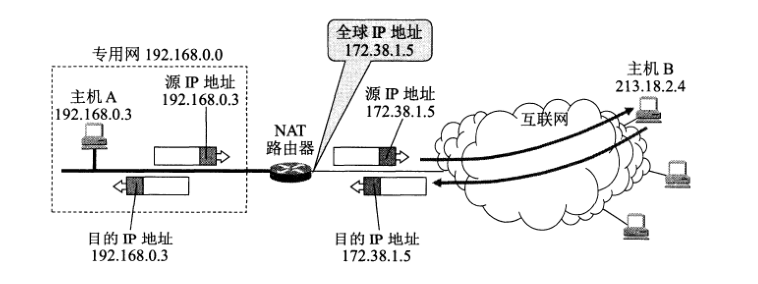 全球 IP 地址
172.38.1.5
专用网 192.168.0.0
主机 A
192.168.0.3
源 IP 地址
192.168.0.3
NAT
路由器
源 IP 地址
172.38.1.5
互联网
主机 B
213.18.2.4
目的 IP 地址
192.168.0.3
目的 IP 地址
172.38.1.5